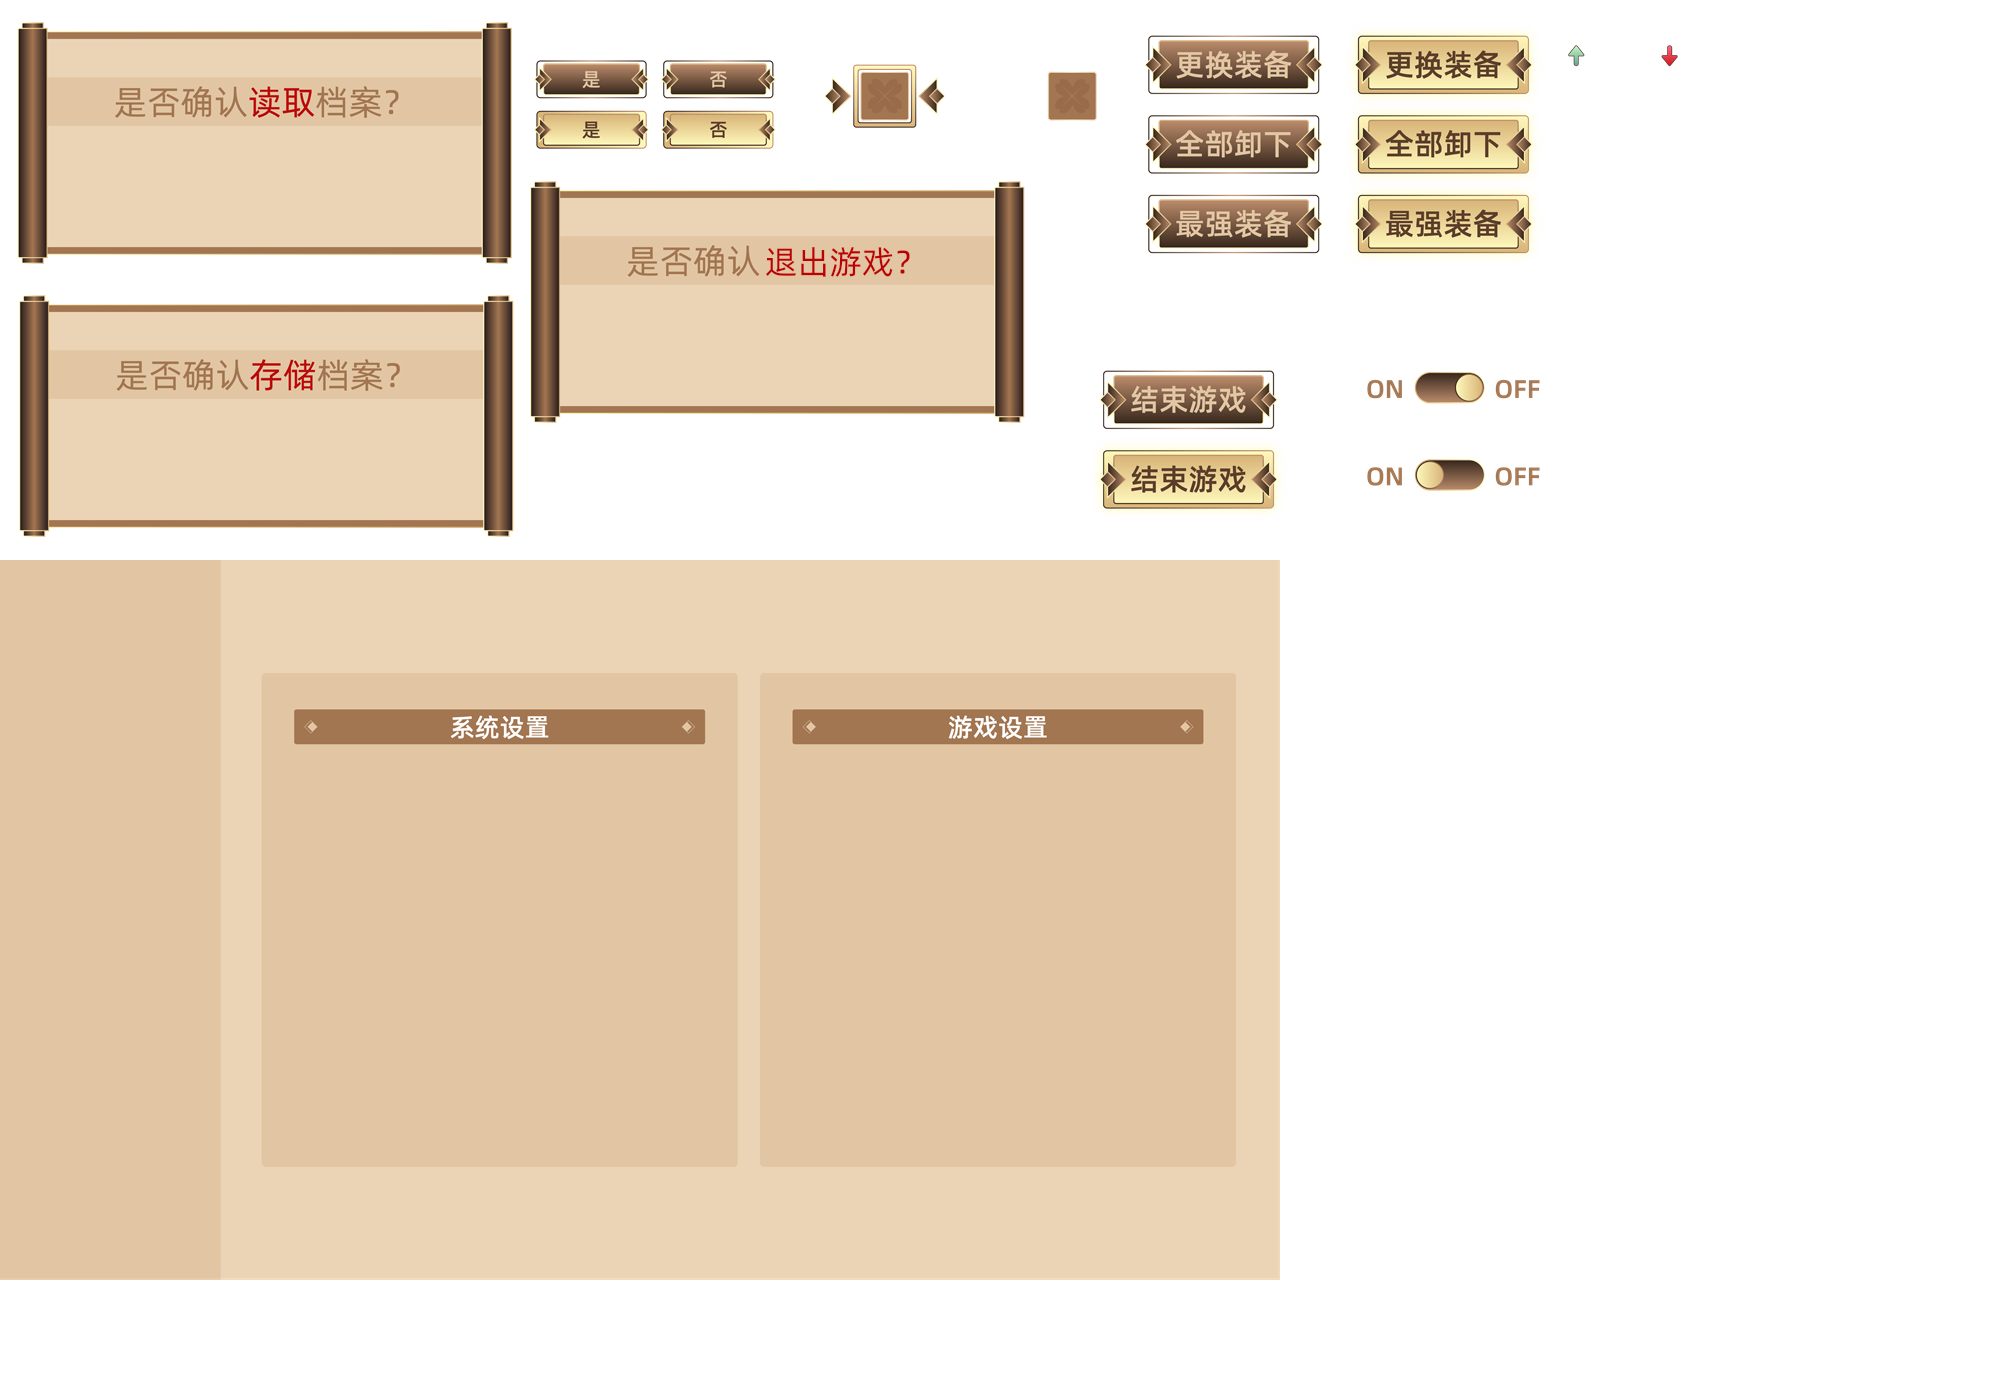 是否确认读取档案?
是 否
是 否
是否确认退出游戏?
是否确认存储档案?
更换装备 更换装备
全部卸下 全部卸下
最强装备 最强装备
结束游戏
结束游戏
ON OFF
ON OFF
系统设置 游戏设置